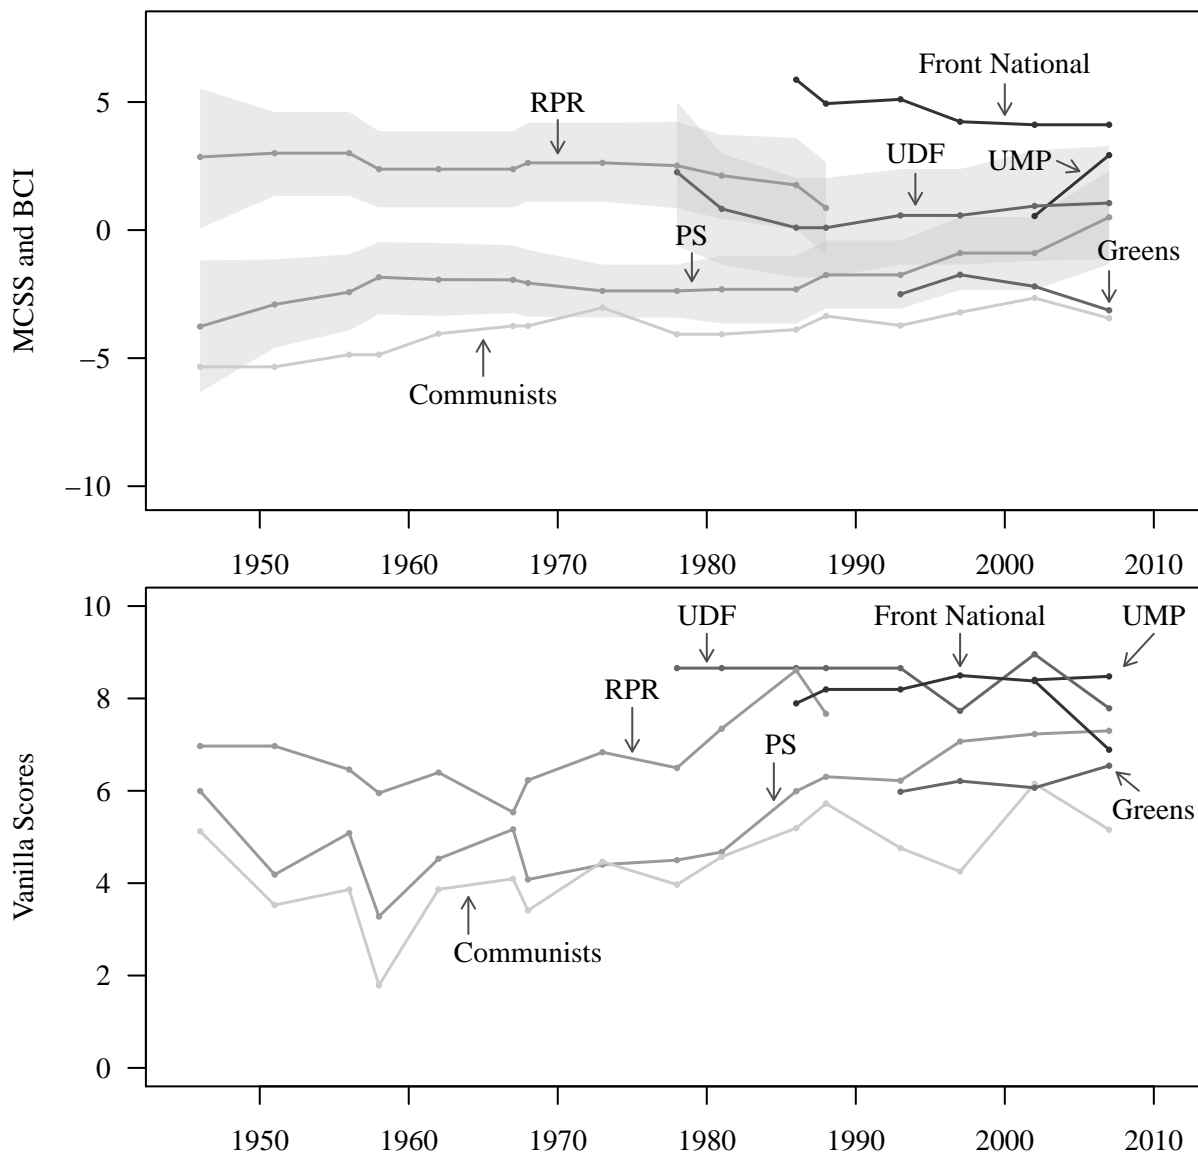 MCSS and BCI
5
0
−5
−10
Front National
RPR
UDF
UMP
PS
Greens
Communists
1950 1960 1970 1980 1990 2000 2010
Vanilla Scores
10
8
6
4
2
0
UDF
Front National
UMP
RPR
PS
Greens
Communists
1950 1960 1970 1980 1990 2000 2010